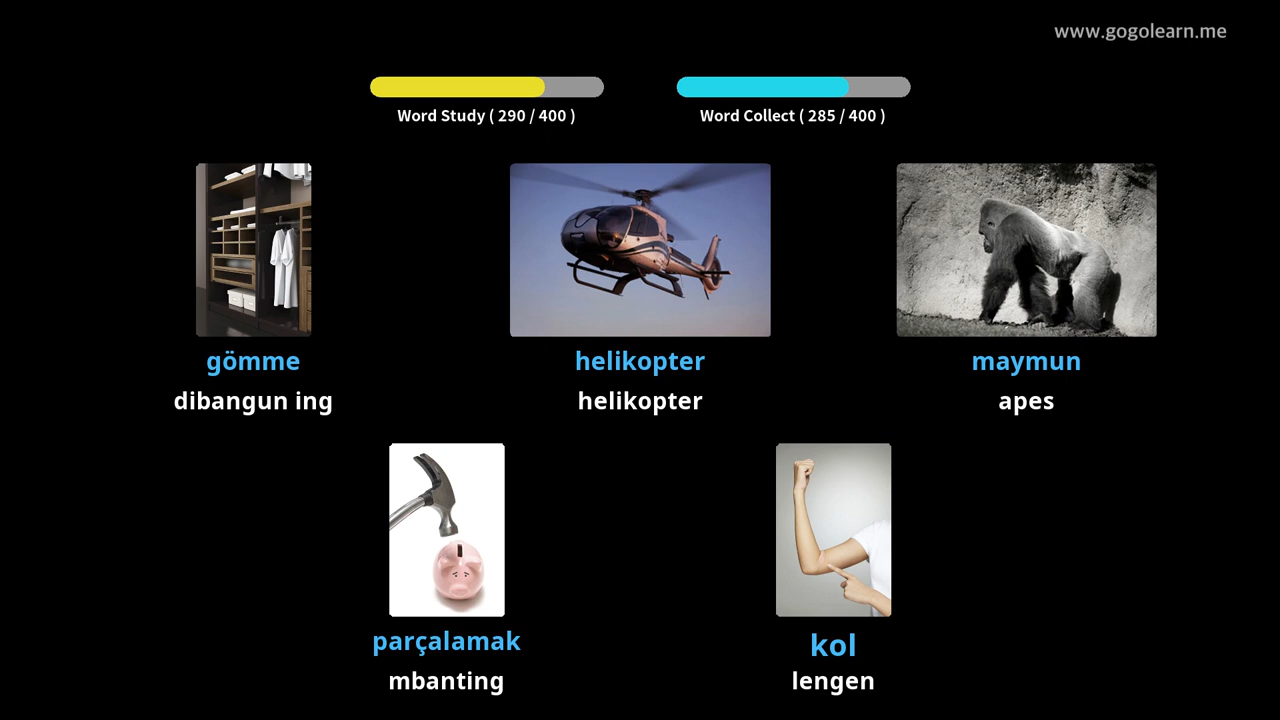 www.gogolearn.me
Word Study ( 290 / 400 )
Word Collect ( 285 / 400 )
gömme
dibangun ing
helikopter
helikopter
maymun
apes
parçalamak
mbanting
kol
lengen